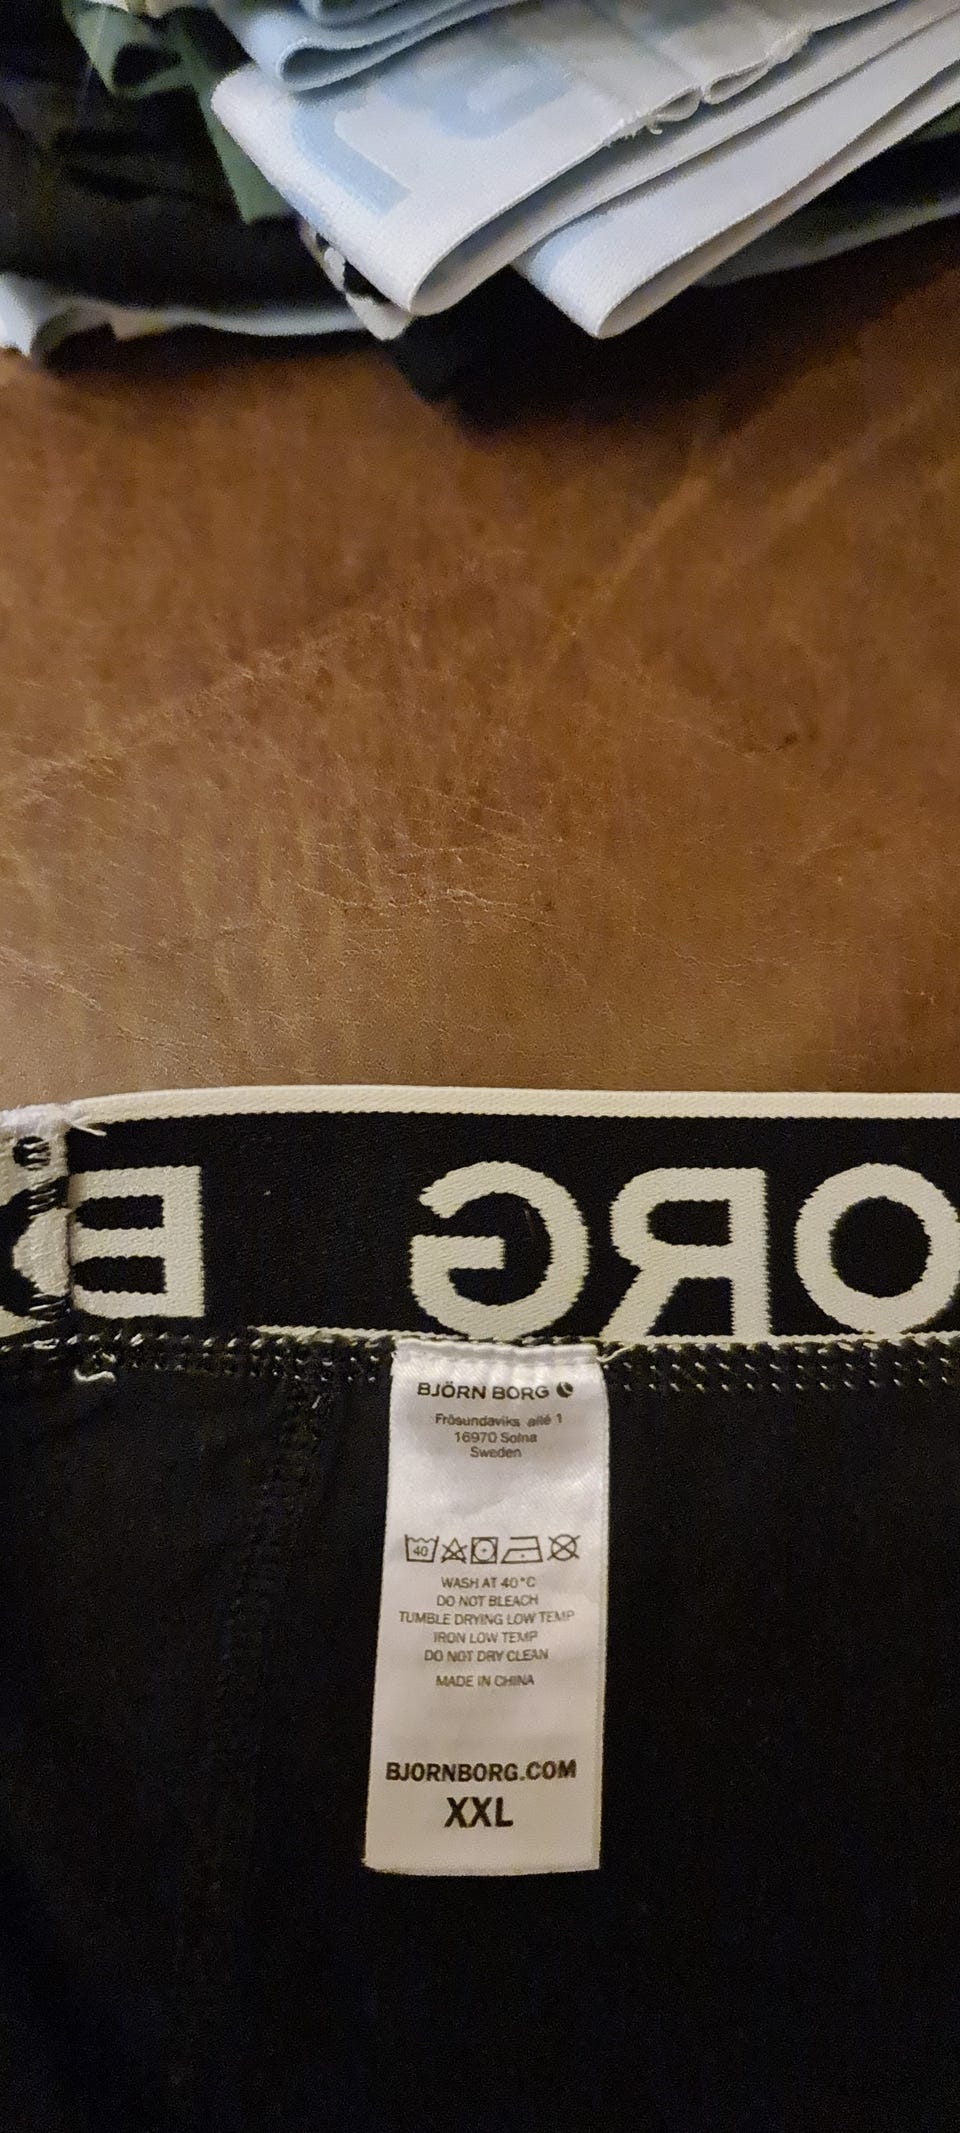 ORG B
BJÖRN BORG
Frösundaviks allé 1
16970 Solna
Sweden
40
WASH AT 40°C
DO NOT BLEACH
TUMBLE DRYING LOW TEMP
IRON LOW TEMP
DO NOT DRY CLEAN
MADE IN CHINA
BJORNBORG.COM
XXL